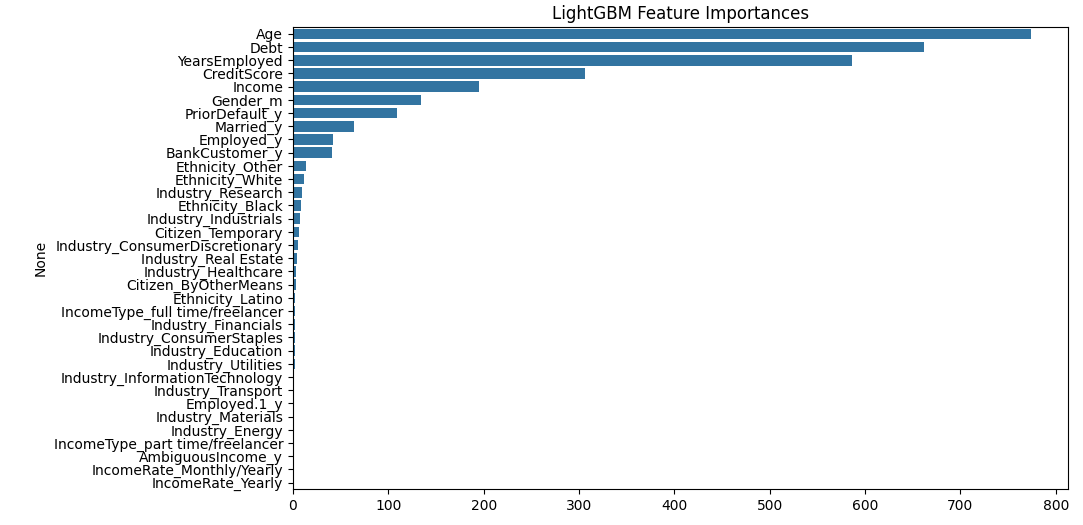 LightGBM Feature Importances
Age
Debt
YearsEmployed
CreditScore
Income
Gender_m
PriorDefault_y
Married_y
Employed_y
BankCustomer_y
Ethnicity_Other
Ethnicity_White
Industry_Research
Ethnicity_Black
Industry_Industrials
Citizen_Temporary
Industry_ConsumerDiscretionary
Industry_Real Estate
Industry_Healthcare
Citizen_ByOtherMeans
Ethnicity_Latino
IncomeType_full time/freelancer
Industry_Financials
Industry_ConsumerStaples
Industry_Education
Industry_Utilities
Industry_InformationTechnology
Industry_Transport
Employed.1_y
Industry_Materials
Industry_Energy
IncomeType_part time/freelancer
AmbiguousIncome_y
IncomeRate_Monthly/Yearly
IncomeRate_Yearly
None
0 100 200 300 400 500 600 700 800